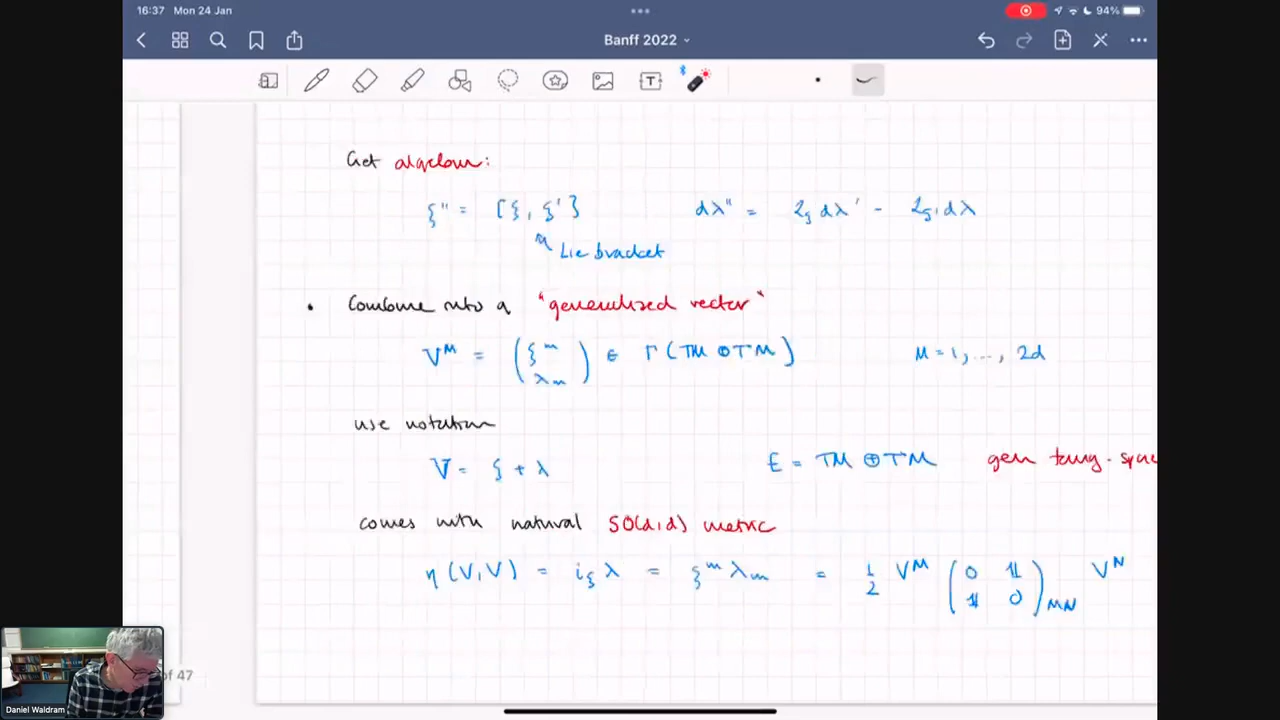 16:37 Mon 24 Jan
94%
Banff 2022
Get algebra:
ξ'' = [ξ, ξ'] dλ'' = ℒ_ξ dλ' - ℒ_ξ' dλ
Lie bracket
• Combine into a "generalised vector"
V^M = (ξ^m λ_m) ∈ Γ(TM ⊕ T*M) M = 1, ..., 2d
use notation
V = ξ + λ E = TM ⊕ T*M gen tang. space
comes with natural SO(d,d) metric
η(V,V) = i_ξ λ = ξ^m λ_m = 1/2 V^M (0 𝟙 𝟙 0)_MN V^N
of 47
Daniel Waldram